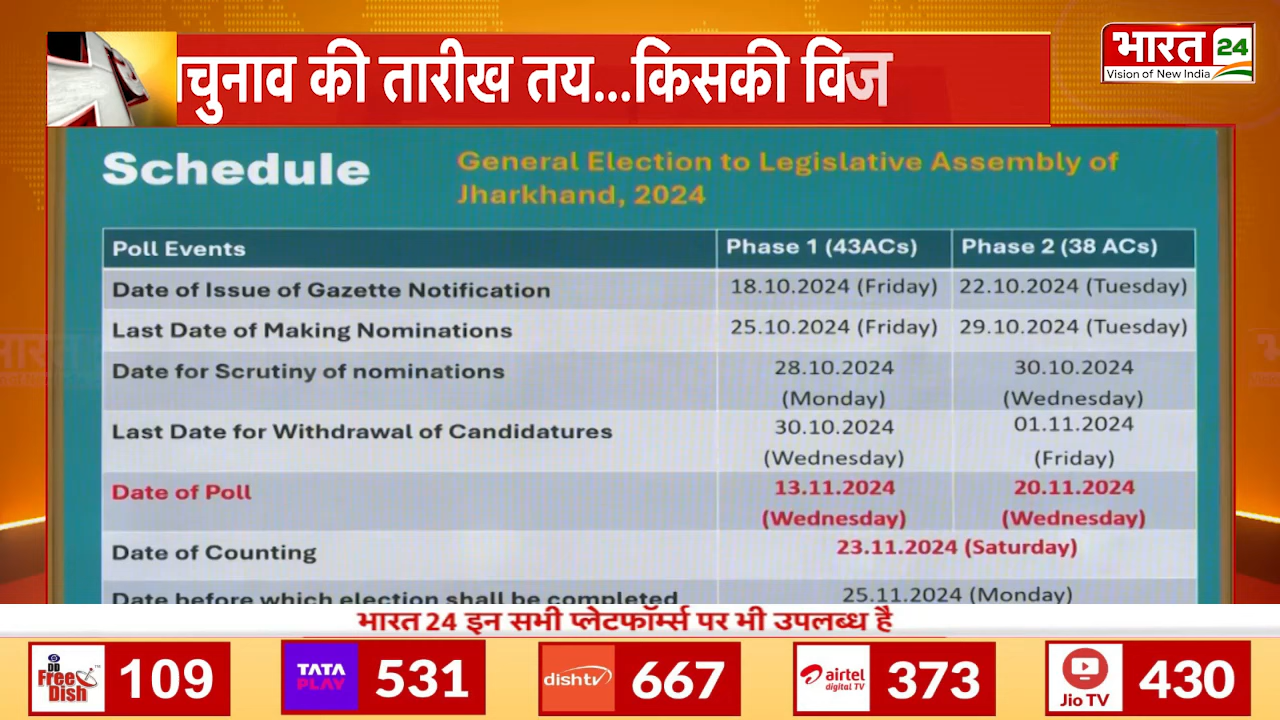 चुनाव की तारीख तय...किसकी विज
भारत 24
Vision of New India
Schedule
General Election to Legislative Assembly of
Jharkhand, 2024
Poll Events
Phase 1 (43ACs)
Phase 2 (38 ACs)
Date of Issue of Gazette Notification
18.10.2024 (Friday)
22.10.2024 (Tuesday)
Last Date of Making Nominations
25.10.2024 (Friday)
29.10.2024 (Tuesday)
Date for Scrutiny of nominations
28.10.2024
(Monday)
30.10.2024
(Wednesday)
Last Date for Withdrawal of Candidatures
30.10.2024
(Wednesday)
01.11.2024
(Friday)
Date of Poll
13.11.2024
(Wednesday)
20.11.2024
(Wednesday)
Date of Counting
23.11.2024 (Saturday)
Date before which election shall be completed
25.11.2024 (Monday)
भारत 24 इन सभी प्लेटफॉर्म्स पर भी उपलब्ध है
DD Free Dish 109
TATA PLAY 531
dishtv 667
airtel digital TV 373
Jio TV 430